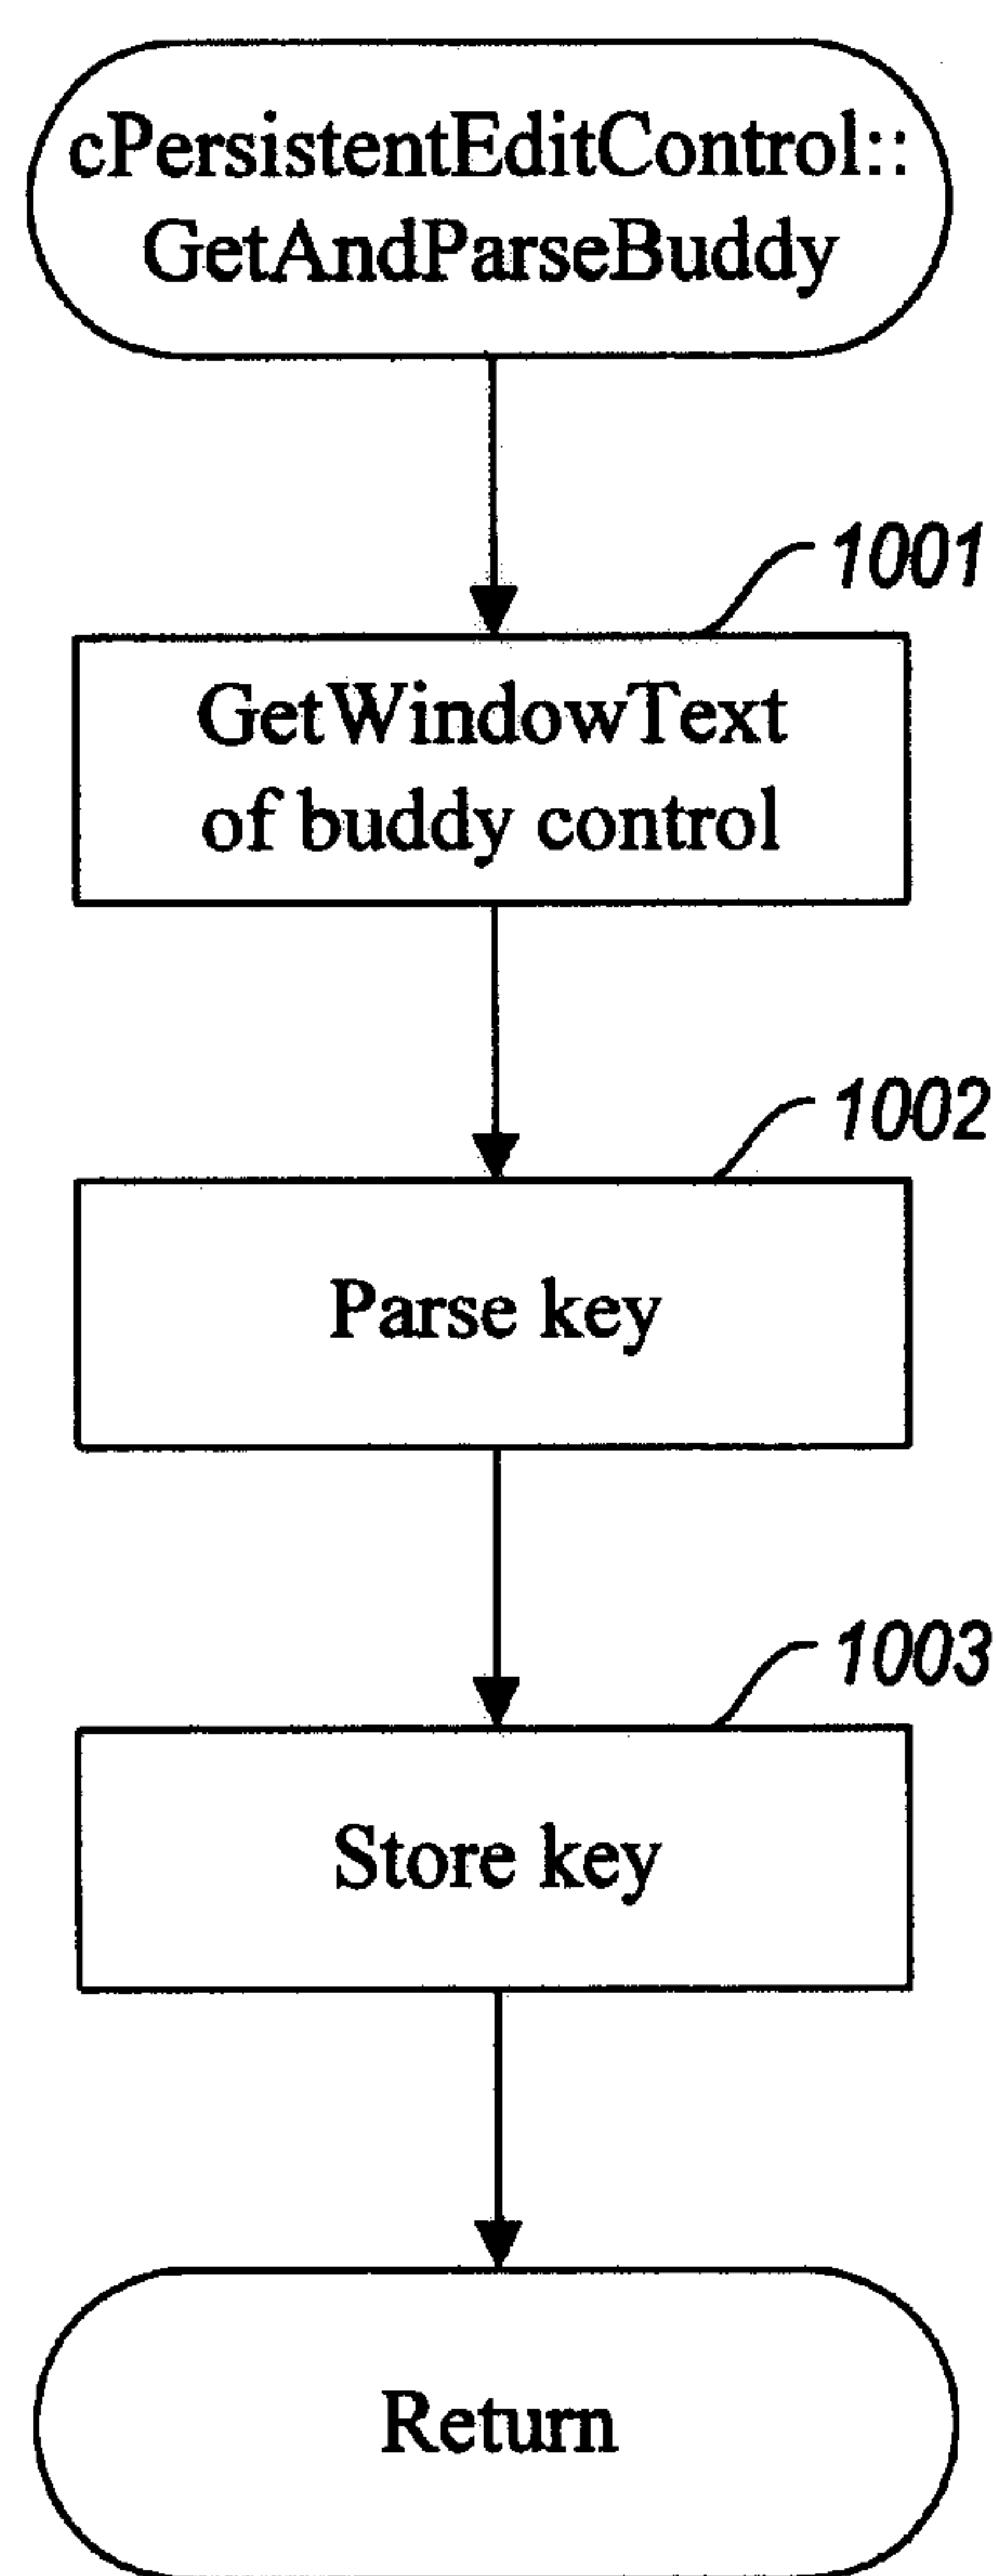 cPersistentEditControl::
GetAndParseBuddy
1001
GetWindowText
of buddy control
1002
Parse key
1003
Store key
Return